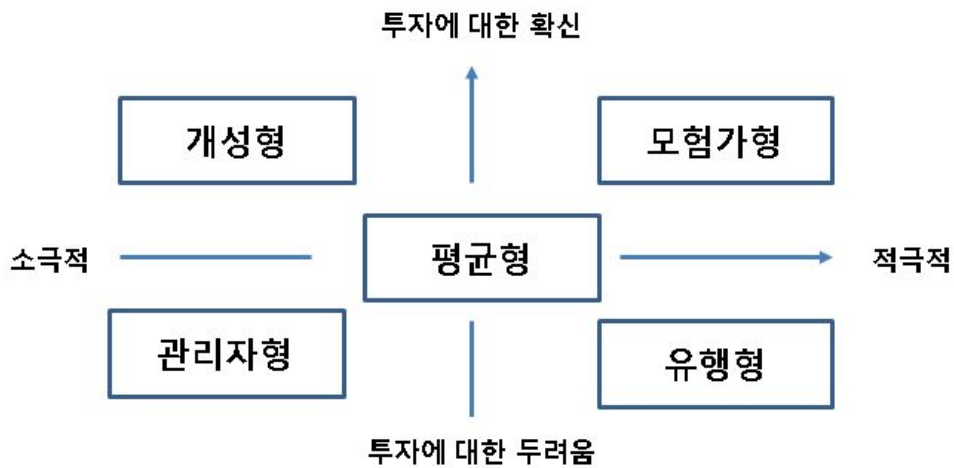 투자에 대한 확신
개성형
모험가형
소극적
평균형
적극적
관리자형
유행형
투자에 대한 두려움